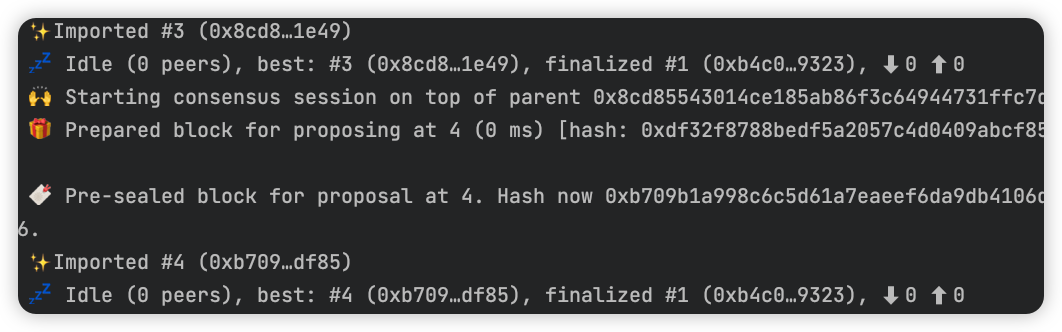 ✨Imported #3 (0x8cd8…1e49)
💤 Idle (0 peers), best: #3 (0x8cd8…1e49), finalized #1 (0xb4c0…9323), ⬇ 0 ⬆ 0
🙌 Starting consensus session on top of parent 0x8cd85543014ce185ab86f3c64944731ffc7
🎁 Prepared block for proposing at 4 (0 ms) [hash: 0xdf32f8788bedf5a2057c4d0409abcf85
🔖 Pre-sealed block for proposal at 4. Hash now 0xb709b1a998c6c5d61a7eaeef6da9db4106
6.
✨Imported #4 (0xb709…df85)
💤 Idle (0 peers), best: #4 (0xb709…df85), finalized #1 (0xb4c0…9323), ⬇ 0 ⬆ 0